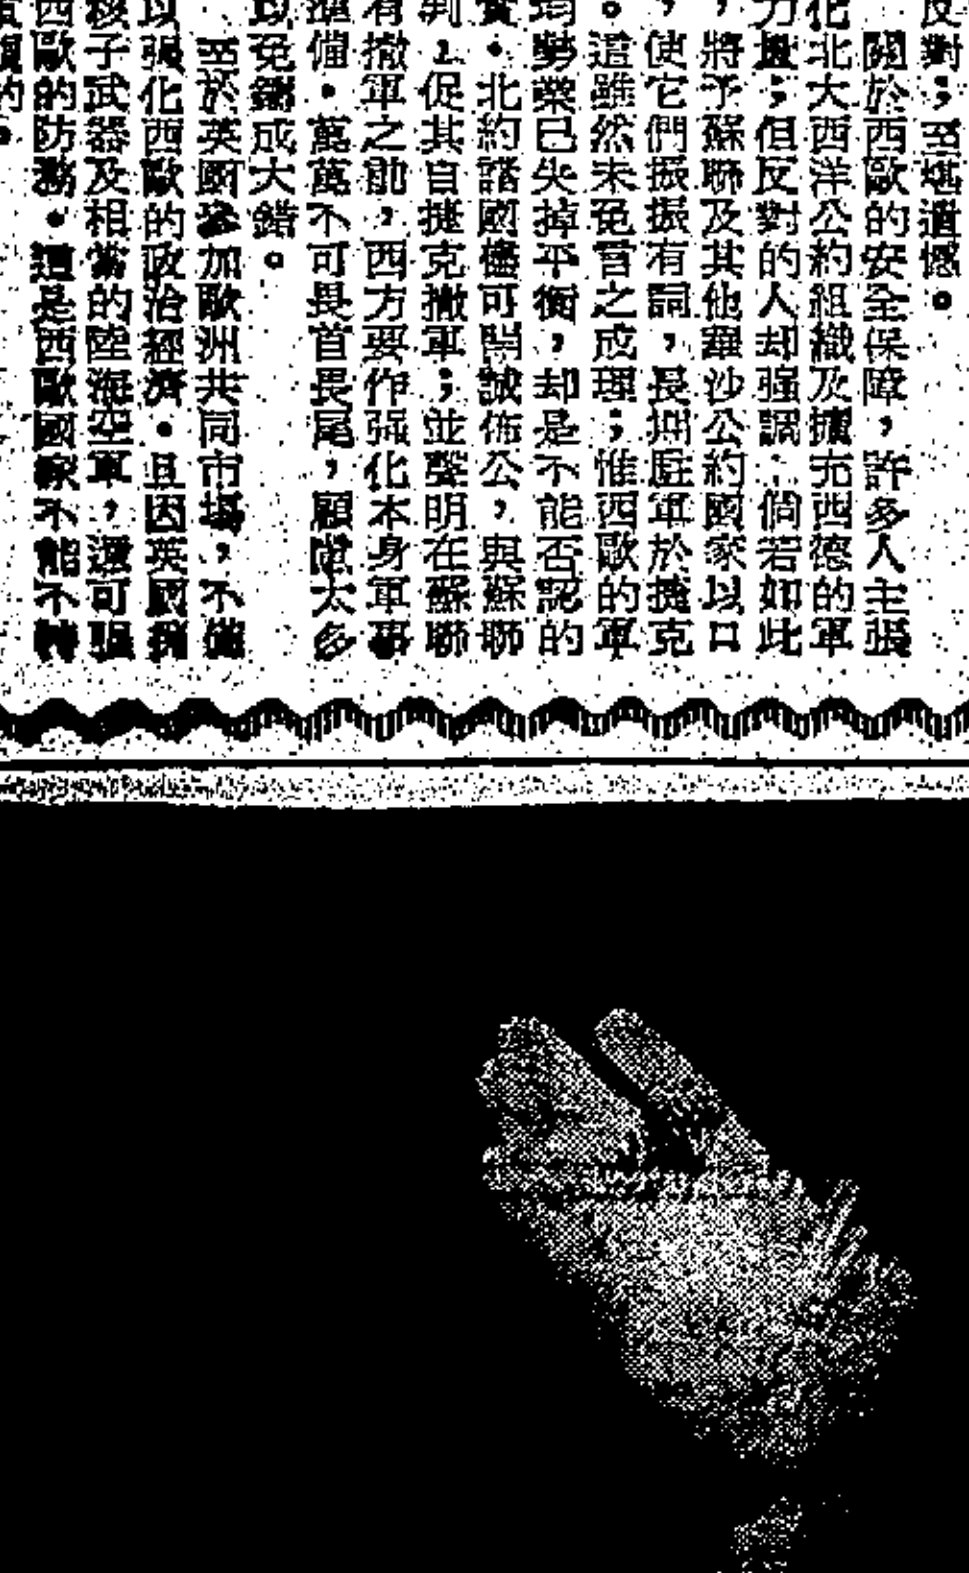 反對；至堪遺憾。
關於西歐的安全保障，許多人主張
化北大西洋公約組織及擴充西德的軍
力量；但反對的人却强調：倘若如此
，將予蘇聯及其他華沙公約國家以口
，使它們振振有詞，長期駐軍於捷克
。這雖然未免言之成理；惟西歐的軍
均勢業已失掉平衡，却是不能否認的
實。北約諸國儘可開誠佈公，與蘇聯
判，促其自捷克撤軍；並聲明在蘇聯
有撤軍之前，西方要作强化本身軍事
準備。萬萬不可畏首畏尾，顧慮太多
以免鑄成大錯。
至於英國參加歐洲共同市場，不僅
以强化西歐的政治經濟。且因英國擁
核子武器及相當的陸海空軍，還可
西歐的防務。這是西歐國家不能不
的。